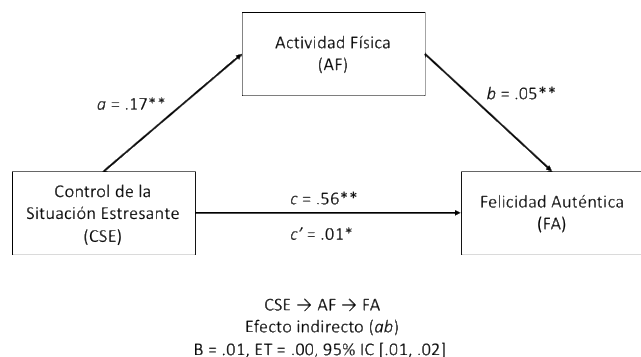 Actividad Física
(AF)
a = .17**
b = .05**
Control de la
Situación Estresante
(CSE)
c = .56**
c’ = .01*
Felicidad Auténtica
(FA)
CSE → AF → FA
Efecto indirecto (ab)
B = .01, ET = .00, 95% IC [.01, .02]